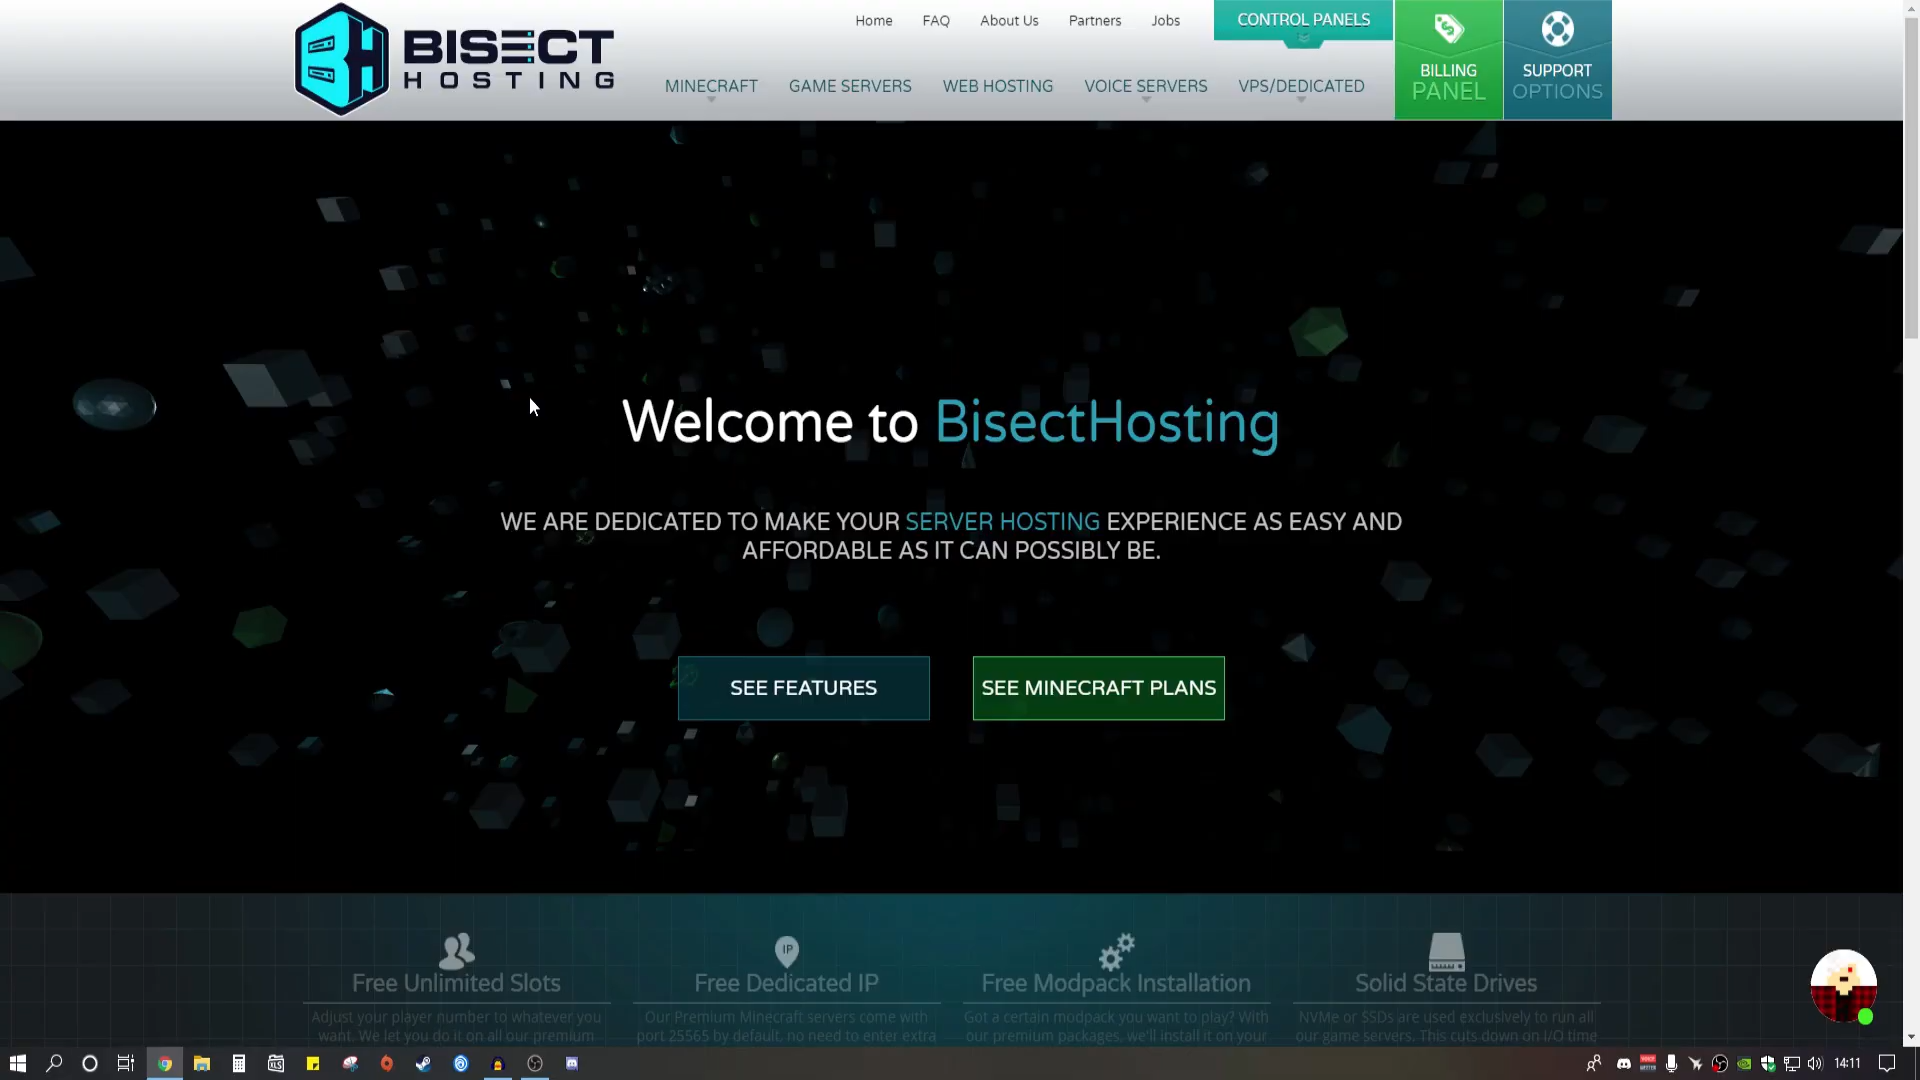 BISECT
HOSTING
Home
FAQ
About Us
Partners
Jobs
CONTROL PANELS
MINECRAFT
GAME SERVERS
WEB HOSTING
VOICE SERVERS
VPS/DEDICATED
BILLING
PANEL
SUPPORT
OPTIONS
Welcome to BisectHosting
WE ARE DEDICATED TO MAKE YOUR SERVER HOSTING EXPERIENCE AS EASY AND
AFFORDABLE AS IT CAN POSSIBLY BE.
SEE FEATURES
SEE MINECRAFT PLANS
IP
Free Unlimited Slots
Adjust your player number to whatever you
want. We let you do it on all our premium
Free Dedicated IP
Our Premium Minecraft servers come with
port 25565 by default, no need to enter extra
Free Modpack Installation
Got a certain modpack you want to play? With
our premium packages, we'll install it on your
Solid State Drives
NVMe or SSDs are used exclusively to run all
our game servers. This cuts down on I/O time
14:11